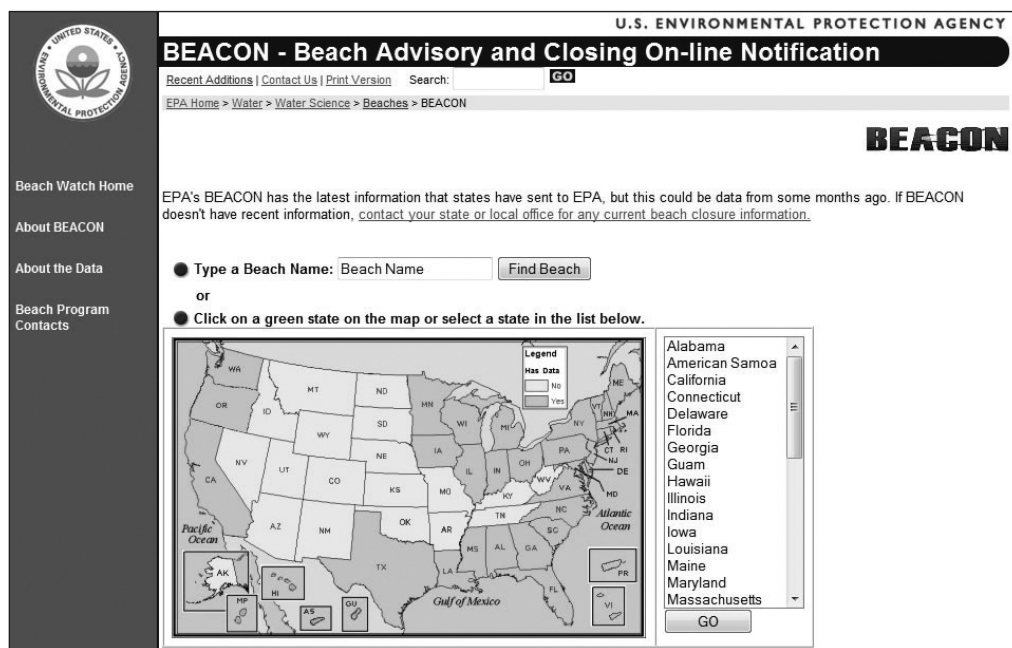 U.S. ENVIRONMENTAL PROTECTION AGENCY
UNITED STATES
ENVIRONMENTAL PROTECTION AGENCY
BEACON - Beach Advisory and Closing On-line Notification
Recent Additions | Contact Us | Print Version Search: GO
EPA Home > Water > Water Science > Beaches > BEACON
BEACON
Beach Watch Home
About BEACON
About the Data
Beach Program
Contacts
EPA's BEACON has the latest information that states have sent to EPA, but this could be data from some months ago. If BEACON
doesn't have recent information, contact your state or local office for any current beach closure information.
Type a Beach Name: Beach Name Find Beach
or
Click on a green state on the map or select a state in the list below.
Legend
Has Data
No
Yes
WA
MT
ND
MN
ME
OR
ID
SD
WI
MI
VT
NH
MA
NY
WY
IA
NE
PA
CT RI
NJ
DE
NV
UT
CO
IL
IN
OH
WV
VA
MD
CA
KS
MO
KY
NC
AZ
NM
OK
AR
TN
SC
Pacific
Ocean
Atlantic
Ocean
TX
MS
AL
GA
LA
FL
AK
HI
MP
AS
GU
Gulf of Mexico
PR
VI
Alabama
American Samoa
California
Connecticut
Delaware
Florida
Georgia
Guam
Hawaii
Illinois
Indiana
Iowa
Louisiana
Maine
Maryland
Massachusetts
GO